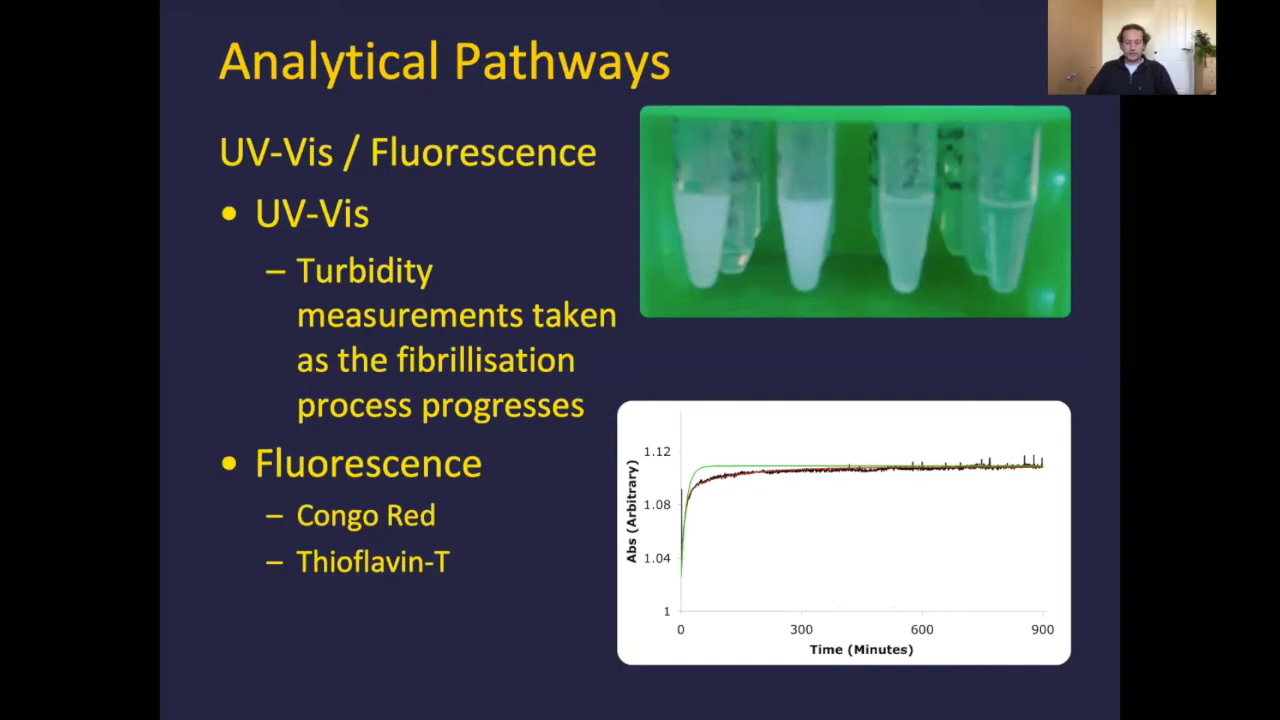 Analytical Pathways
UV-Vis / Fluorescence
• UV-Vis
– Turbidity
measurements taken
as the fibrillisation
process progresses
• Fluorescence
– Congo Red
– Thioflavin-T
Abs (Arbitrary)
1.12
1.08
1.04
1
0 300 600 900
Time (Minutes)